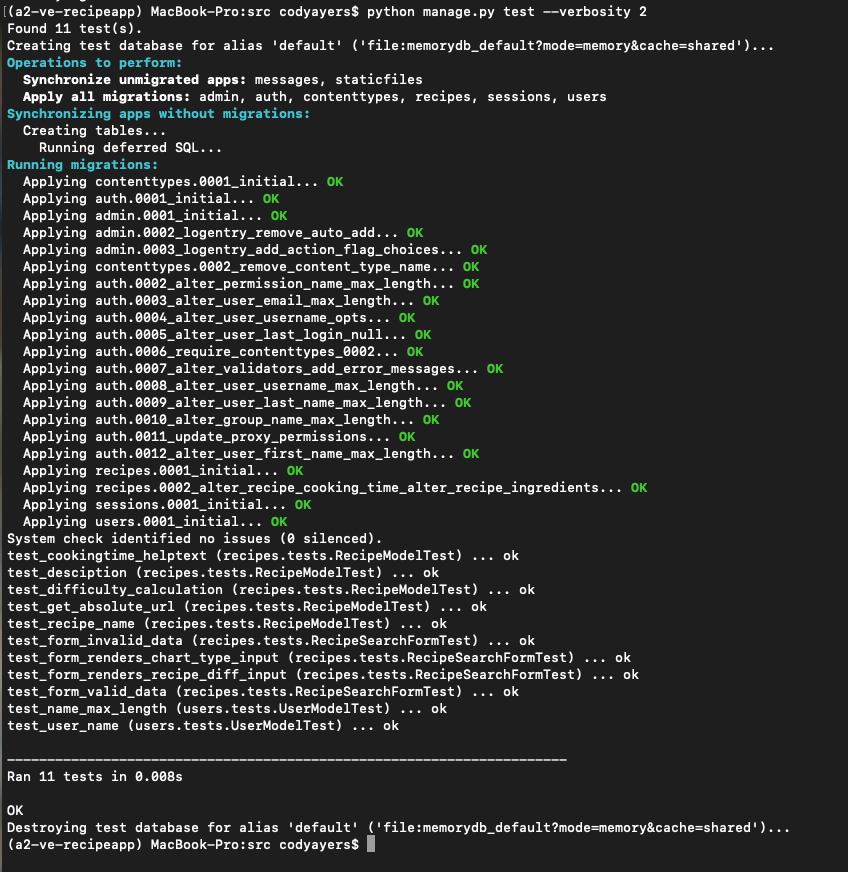 [(a2-ve-recipeapp) MacBook-Pro:src codyayers$ python manage.py test --verbosity 2
Found 11 test(s).
Creating test database for alias 'default' ('file:memorydb_default?mode=memory&cache=shared')...
Operations to perform:
  Synchronize unmigrated apps: messages, staticfiles
  Apply all migrations: admin, auth, contenttypes, recipes, sessions, users
Synchronizing apps without migrations:
  Creating tables...
    Running deferred SQL...
Running migrations:
  Applying contenttypes.0001_initial... OK
  Applying auth.0001_initial... OK
  Applying admin.0001_initial... OK
  Applying admin.0002_logentry_remove_auto_add... OK
  Applying admin.0003_logentry_add_action_flag_choices... OK
  Applying contenttypes.0002_remove_content_type_name... OK
  Applying auth.0002_alter_permission_name_max_length... OK
  Applying auth.0003_alter_user_email_max_length... OK
  Applying auth.0004_alter_user_username_opts... OK
  Applying auth.0005_alter_user_last_login_null... OK
  Applying auth.0006_require_contenttypes_0002... OK
  Applying auth.0007_alter_validators_add_error_messages... OK
  Applying auth.0008_alter_user_username_max_length... OK
  Applying auth.0009_alter_user_last_name_max_length... OK
  Applying auth.0010_alter_group_name_max_length... OK
  Applying auth.0011_update_proxy_permissions... OK
  Applying auth.0012_alter_user_first_name_max_length... OK
  Applying recipes.0001_initial... OK
  Applying recipes.0002_alter_recipe_cooking_time_alter_recipe_ingredients... OK
  Applying sessions.0001_initial... OK
  Applying users.0001_initial... OK
System check identified no issues (0 silenced).
test_cookingtime_helptext (recipes.tests.RecipeModelTest) ... ok
test_desciption (recipes.tests.RecipeModelTest) ... ok
test_difficulty_calculation (recipes.tests.RecipeModelTest) ... ok
test_get_absolute_url (recipes.tests.RecipeModelTest) ... ok
test_recipe_name (recipes.tests.RecipeModelTest) ... ok
test_form_invalid_data (recipes.tests.RecipeSearchFormTest) ... ok
test_form_renders_chart_type_input (recipes.tests.RecipeSearchFormTest) ... ok
test_form_renders_recipe_diff_input (recipes.tests.RecipeSearchFormTest) ... ok
test_form_valid_data (recipes.tests.RecipeSearchFormTest) ... ok
test_name_max_length (users.tests.UserModelTest) ... ok
test_user_name (users.tests.UserModelTest) ... ok
----------------------------------------------------------------------
Ran 11 tests in 0.008s
OK
Destroying test database for alias 'default' ('file:memorydb_default?mode=memory&cache=shared')...
(a2-ve-recipeapp) MacBook-Pro:src codyayers$